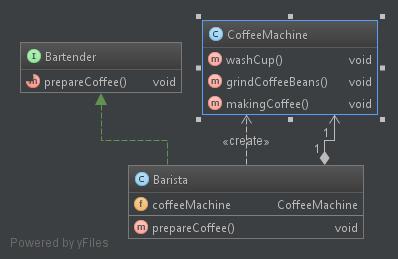 I Bartender
m prepareCoffee() void
C CoffeeMachine
m washCup() void
m grindCoffeeBeans() void
m makingCoffee() void
«create»
1
1
C Barista
f coffeeMachine CoffeeMachine
m prepareCoffee() void
Powered by yFiles